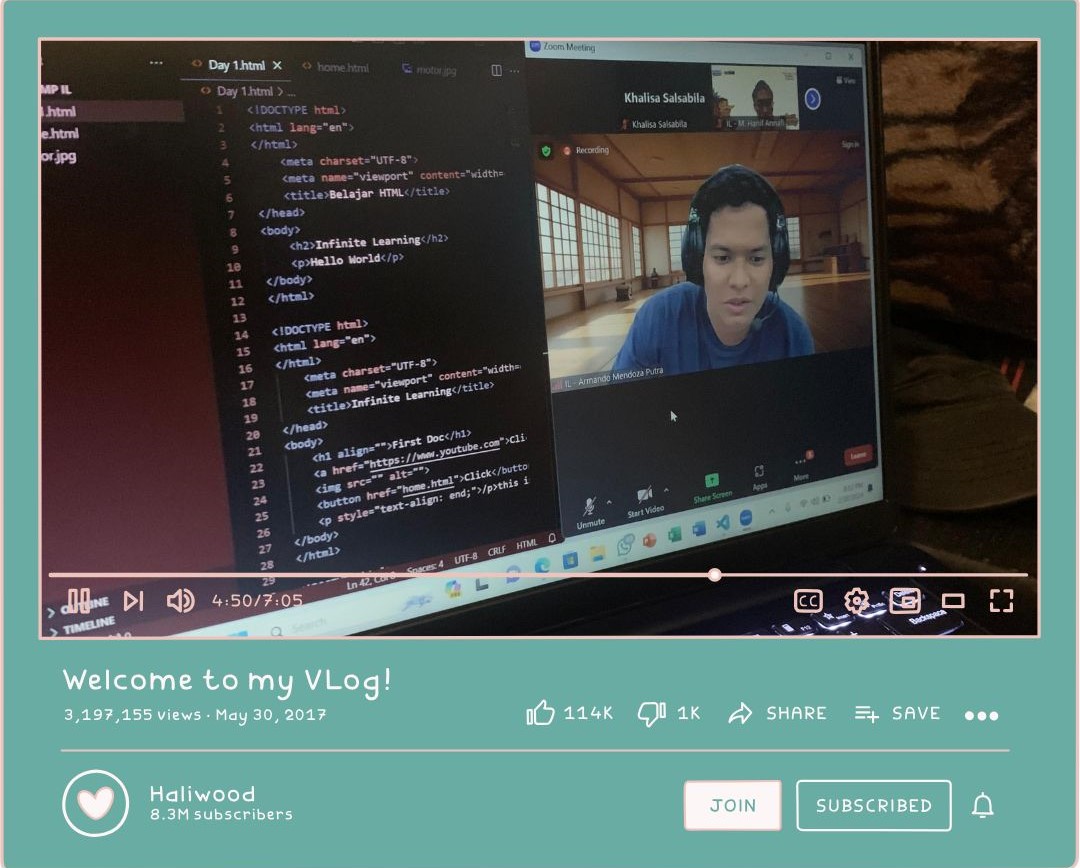 Day 1.html
home.html
motor.jpg
MP IL
.html
e.html
or.jpg
Day 1.html > ...
1 <!DOCTYPE html>
2 <html lang="en">
3 </html>
4 <meta charset="UTF-8">
5 <meta name="viewport" content="width=
6 <title>Belajar HTML</title>
7 </head>
8 <body>
9 <h2>Infinite Learning</h2>
10 <p>Hello World</p>
11 </body>
12 </html>
13
14 <!DOCTYPE html>
15 <html lang="en">
16 </html>
17 <meta charset="UTF-8">
18 <meta name="viewport" content="width=
19 <title>Infinite Learning</title>
20 </head>
21 <body>
22 <h1 align="">First Doc</h1>
23 <a href="https://www.youtube.com">Cli
24 <img src="" alt="">
25 <button href="home.html">Click</butto
26 <p style="text-align: end;">/p>this i
27 </body>
28 </html>
29
OUTLINE
TIMELINE
Ln 42, Spaces: 4 UTF-8 CRLF HTML
Search
Zoom Meeting
View
Khalisa Salsabila
Khalisa Salsabila
IL - M. Hanif
Recording
Sign in
IL - Armando Mendoza Putra
Unmute
Start Video
Share Screen
Apps
More
Leave
Backspace
4:50/7:05
CC
Welcome to my VLog!
3,197,155 views · May 30, 2017
114K
1K
SHARE
SAVE
Haliwood
8.3M subscribers
JOIN
SUBSCRIBED